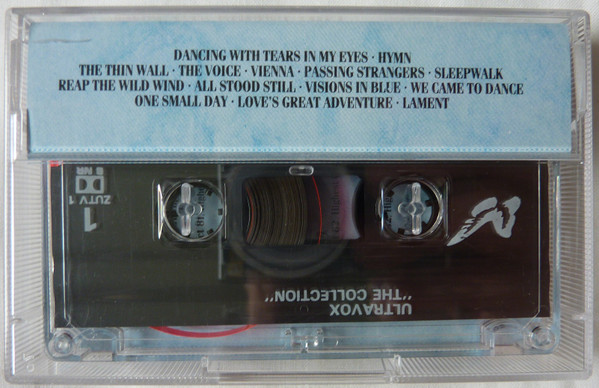 DANCING WITH TEARS IN MY EYES · HYMN
THE THIN WALL · THE VOICE · VIENNA · PASSING STRANGERS · SLEEPWALK
REAP THE WILD WIND · ALL STOOD STILL · VISIONS IN BLUE · WE CAME TO DANCE
ONE SMALL DAY · LOVE'S GREAT ADVENTURE · LAMENT
ULTRAVOX
"THE COLLECTION"
1
ZUTV 1
NR